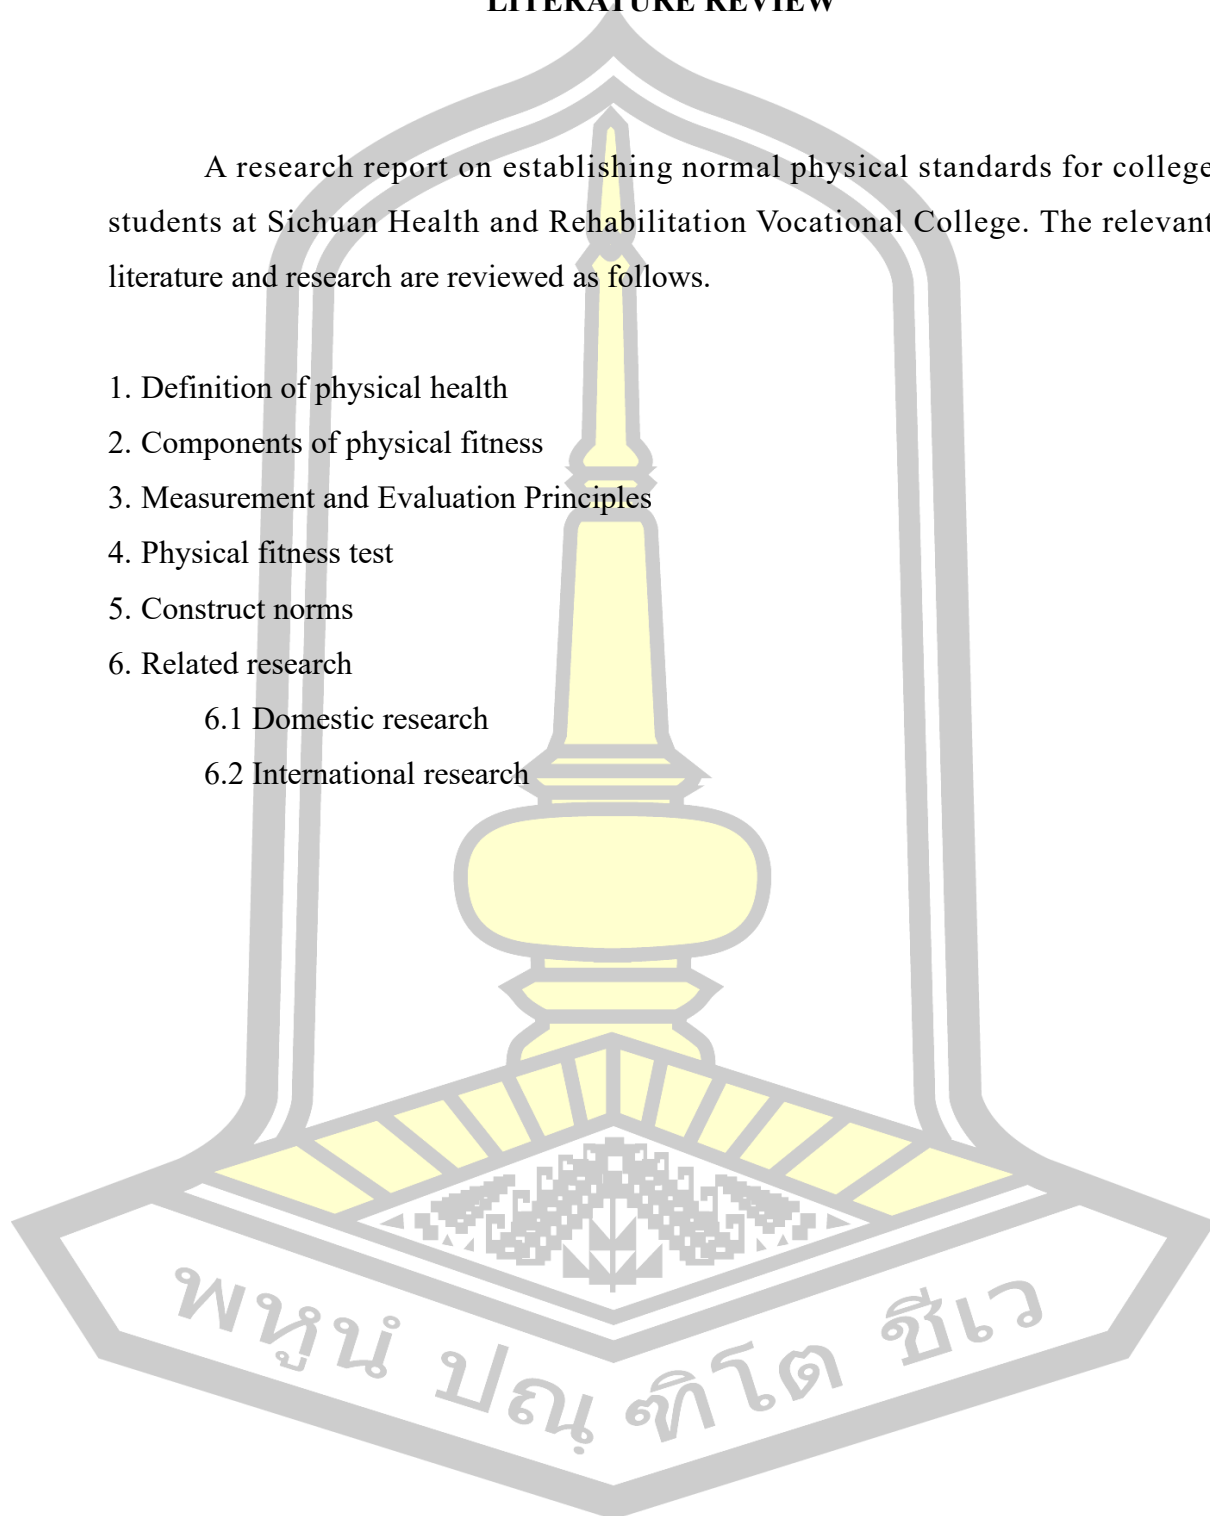 LITERATURE REVIEW
A research report on establishing normal physical standards for college
students at Sichuan Health and Rehabilitation Vocational College. The relevant
literature and research are reviewed as follows.
1. Definition of physical health
2. Components of physical fitness
3. Measurement and Evaluation Principles
4. Physical fitness test
5. Construct norms
6. Related research
6.1 Domestic research
6.2 International research
พหูนํ ปณฺฑิโต ชีเว